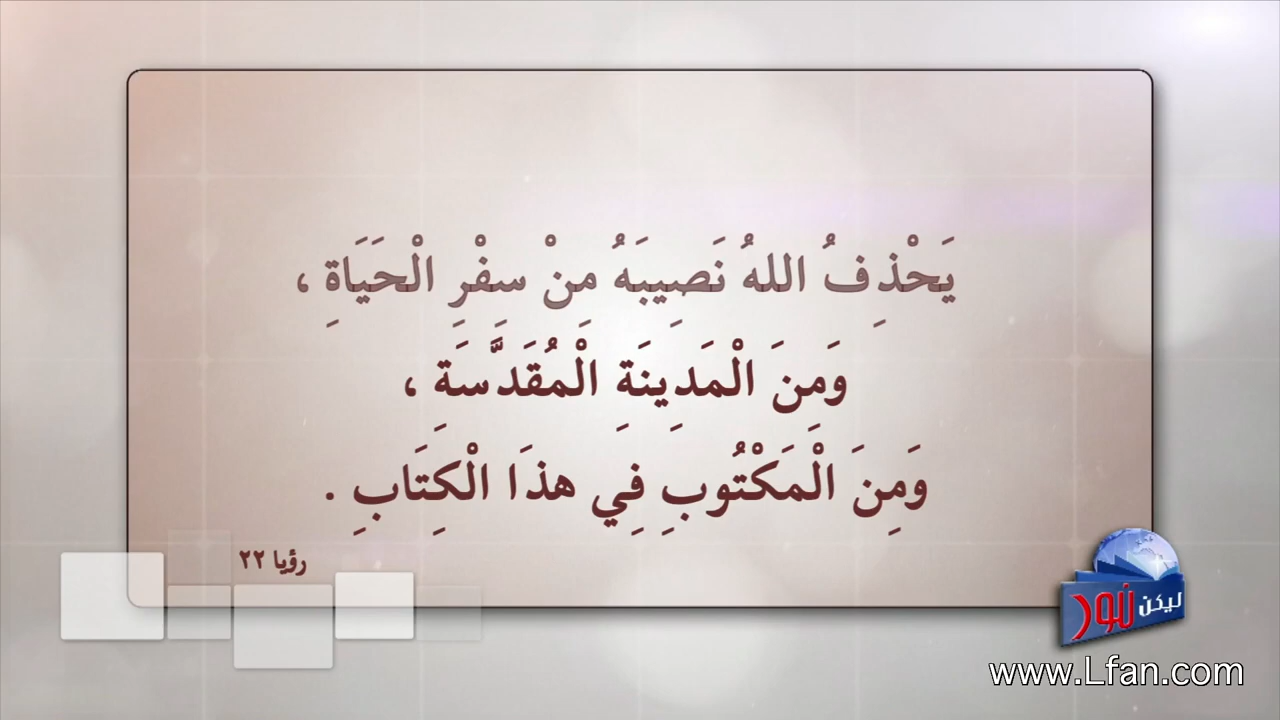 يَحْذِفُ اللهُ نَصِيبَهُ مِنْ سِفْرِ الْحَيَاةِ ،
وَمِنَ الْمَدِينَةِ الْمُقَدَّسَةِ ،
وَمِنَ الْمَكْتُوبِ فِي هذَا الْكِتَابِ .
رؤيا ٢٢
ليكن نور
www.Lfan.com